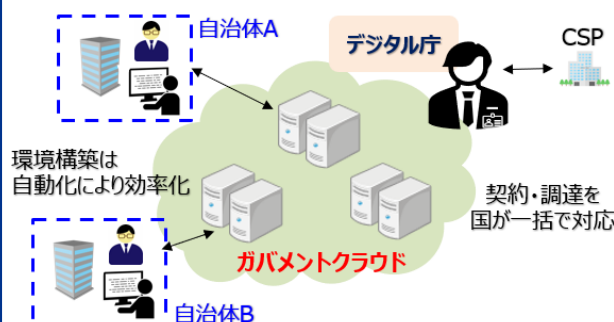 自治体A
デジタル庁
CSP
環境構築は
自動化により効率化
契約・調達を
国が一括で対応
ガバメントクラウド
自治体B